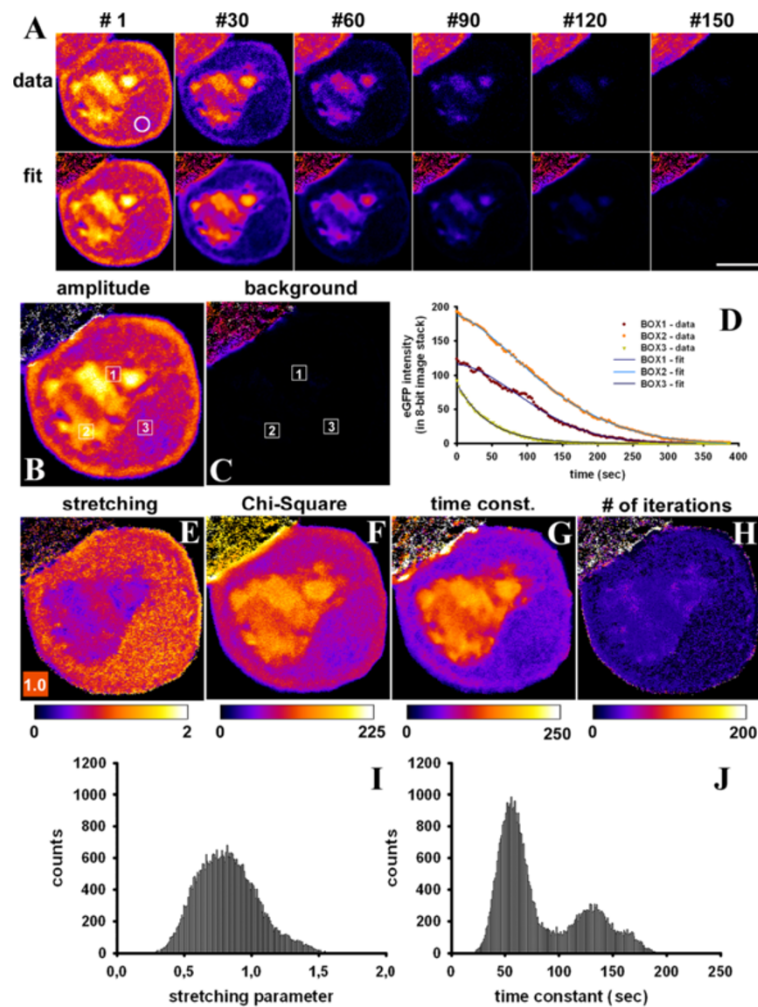 A
# 1 #30 #60 #90 #120 #150
data
fit
amplitude background
1
2
3
B
1
2
3
C
D
200
150
100
50
0
eGFP intensity
(in 8-bit image stack)
BOX1 - data
BOX2 - data
BOX3 - data
BOX1 - fit
BOX2 - fit
BOX3 - fit
0 50 100 150 200 250 300 350 400
time (sec)
stretching Chi-Square time const. # of iterations
E F G H
1.0
0 2 0 225 0 250 0 200
I
1200
1000
800
600
400
200
0
counts
0,0 0,5 1,0 1,5 2,0
stretching parameter
J
1200
1000
800
600
400
200
0
counts
0 50 100 150 200 250
time constant (sec)